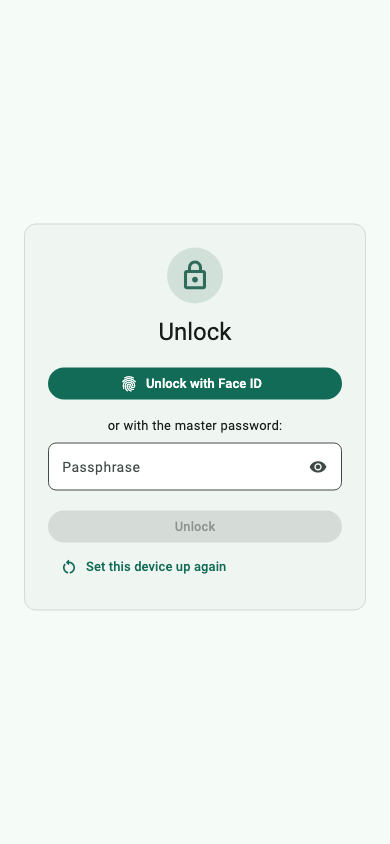 Unlock
Unlock with Face ID
or with the master password:
Passphrase
Unlock
Set this device up again